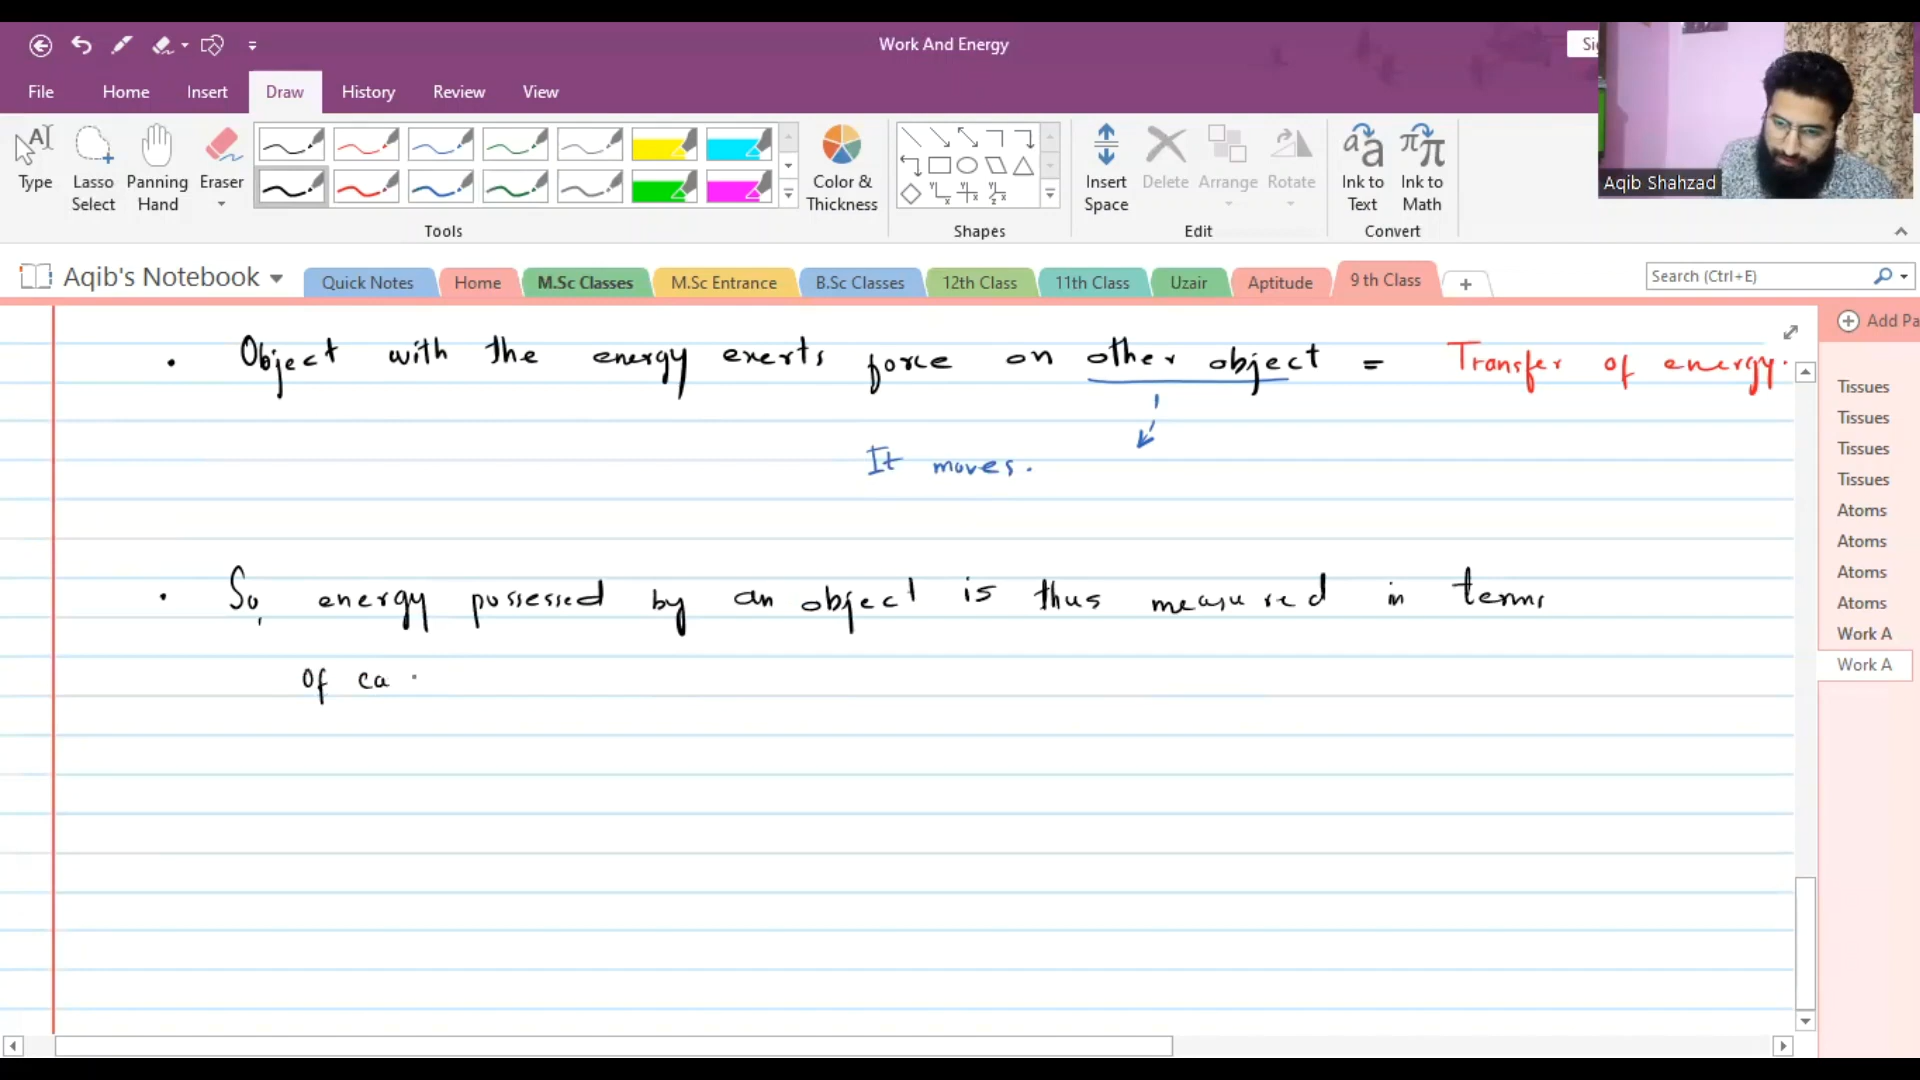 Work And Energy
Si
File Home Insert Draw History Review View
Type
Lasso Select
Panning Hand
Eraser
Color & Thickness
Insert Space
Delete
Arrange
Rotate
Ink to Text
Ink to Math
Aqib Shahzad
Tools Shapes Edit Convert
Aqib's Notebook Quick Notes Home M.Sc Classes M.Sc Entrance B.Sc Classes 12th Class 11th Class Uzair Aptitude 9 th Class + Search (Ctrl+E)
Add Pa
• Object with the energy exerts force on other object = Transfer of energy.
It moves.
• So, energy possessed by an object is thus measured in terms
of ca
Tissues
Tissues
Tissues
Tissues
Atoms
Atoms
Atoms
Atoms
Work A
Work A